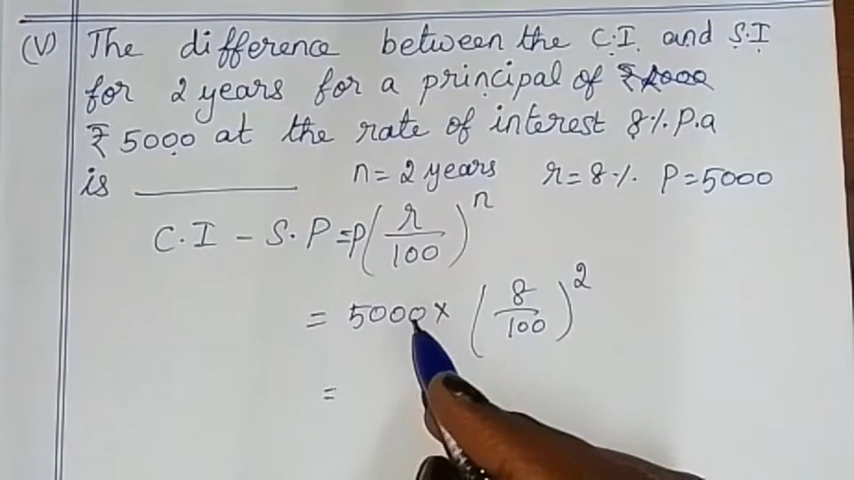 (V) The difference between the C.I. and S.I
for 2 years for a principal of ₹
₹ 5000 at the rate of interest 8% P.a
is ___________ n = 2 years r = 8% P = 5000
C.I - S.P = P(r/100)^n
= 5000 × (8/100)^2
=